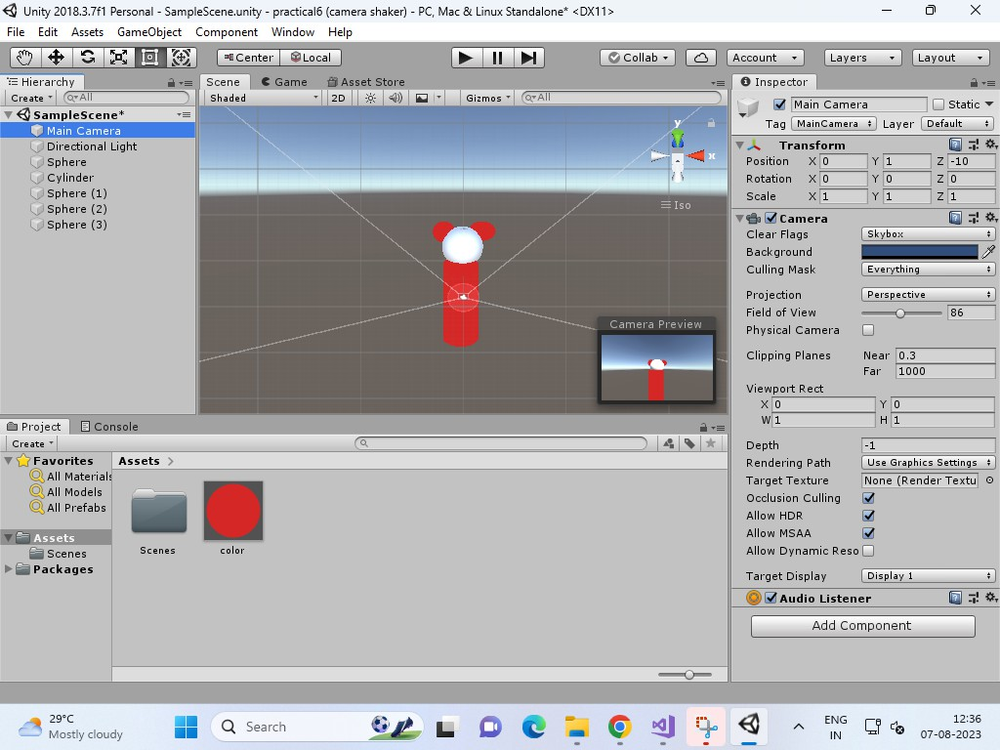 Unity 2018.3.7f1 Personal - SampleScene.unity - practical6 (camera shaker) - PC, Mac & Linux Standalone* <DX11>
File Edit Assets GameObject Component Window Help
Center Local Collab Account Layers Layout
Hierarchy
Create All
SampleScene*
Main Camera
Directional Light
Sphere
Cylinder
Sphere (1)
Sphere (2)
Sphere (3)
Scene Game Asset Store
Shaded 2D Gizmos All
y
x
Iso
Camera Preview
Inspector
Main Camera Static
Tag MainCamera Layer Default
Transform
Position X 0 Y 1 Z -10
Rotation X 0 Y 0 Z 0
Scale X 1 Y 1 Z 1
Camera
Clear Flags Skybox
Background
Culling Mask Everything
Projection Perspective
Field of View 86
Physical Camera
Clipping Planes Near 0.3
Far 1000
Viewport Rect
X 0 Y 0
W 1 H 1
Depth -1
Rendering Path Use Graphics Settings
Target Texture None (Render Textu
Occlusion Culling
Allow HDR
Allow MSAA
Allow Dynamic Reso
Target Display Display 1
Audio Listener
Add Component
Project Console
Create
Favorites
All Materials
All Models
All Prefabs
Assets
Scenes
Packages
Assets
Scenes color
29°C
Mostly cloudy
Search
ENG
IN
12:36
07-08-2023